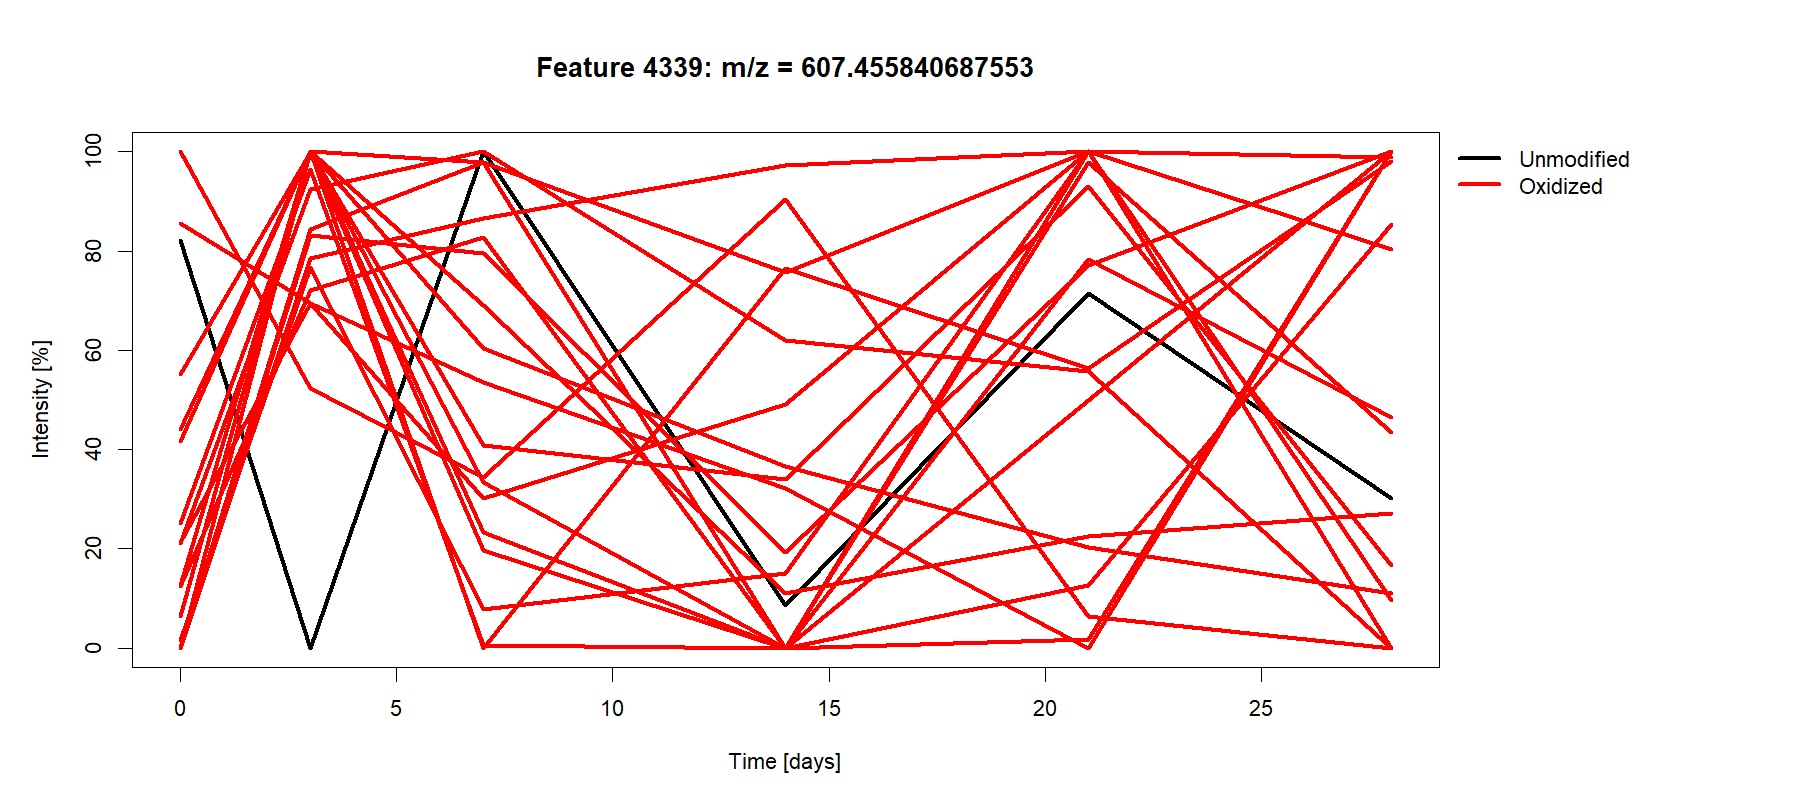 Feature 4339: m/z = 607.455840687553
Unmodified
Oxidized
Intensity [%]
100
80
60
40
20
0
0 5 10 15 20 25
Time [days]